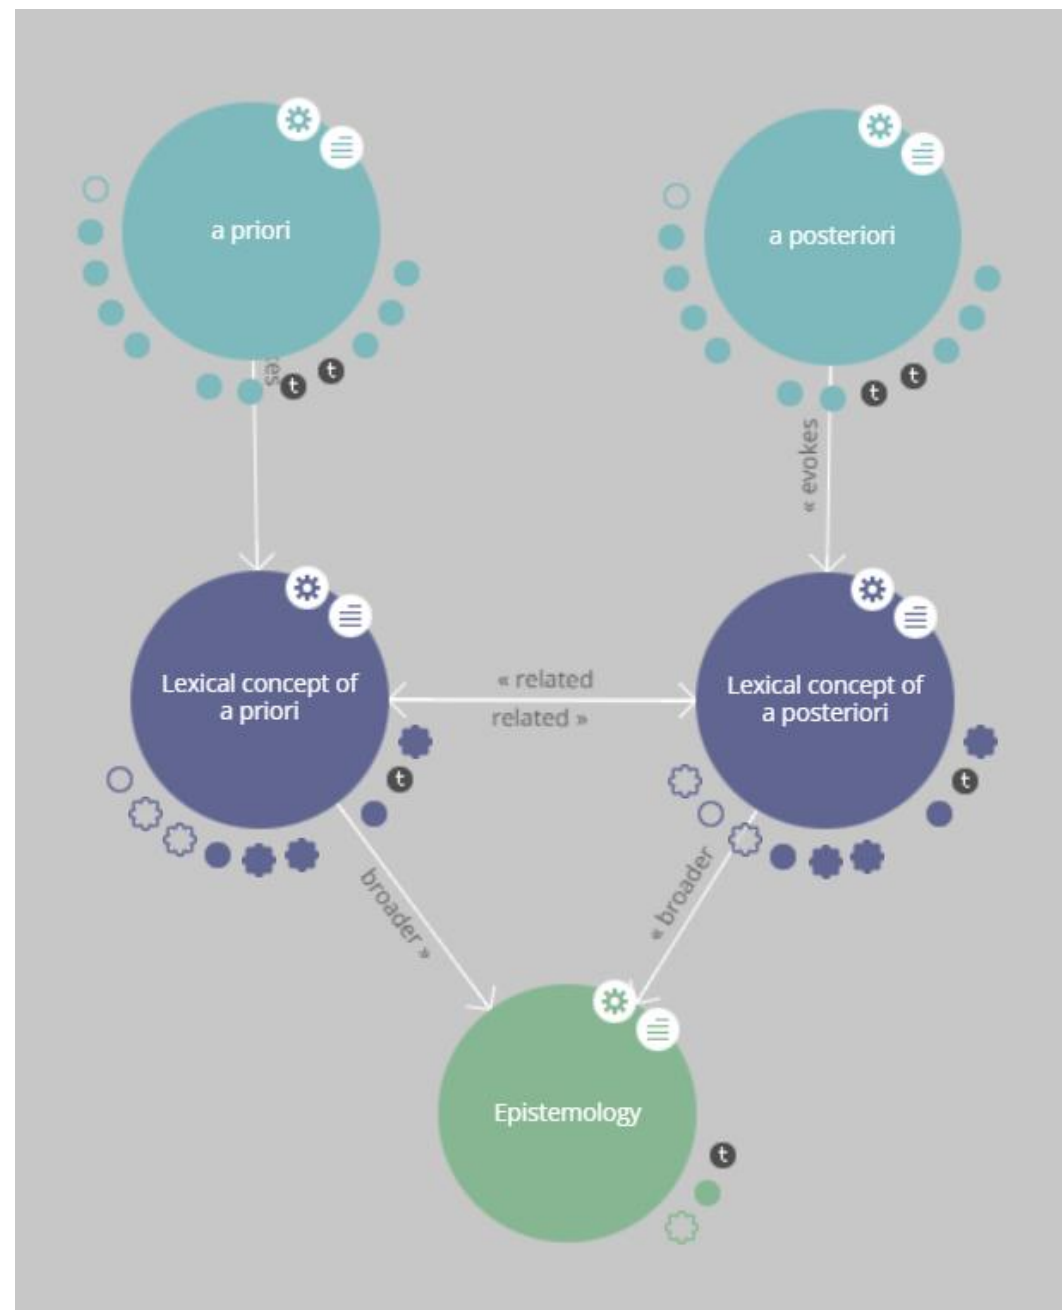 a priori
a posteriori
t
t
t
t
« evokes
Lexical concept of
a priori
« related
related »
Lexical concept of
a posteriori
t
t
broader »
« broader
Epistemology
t